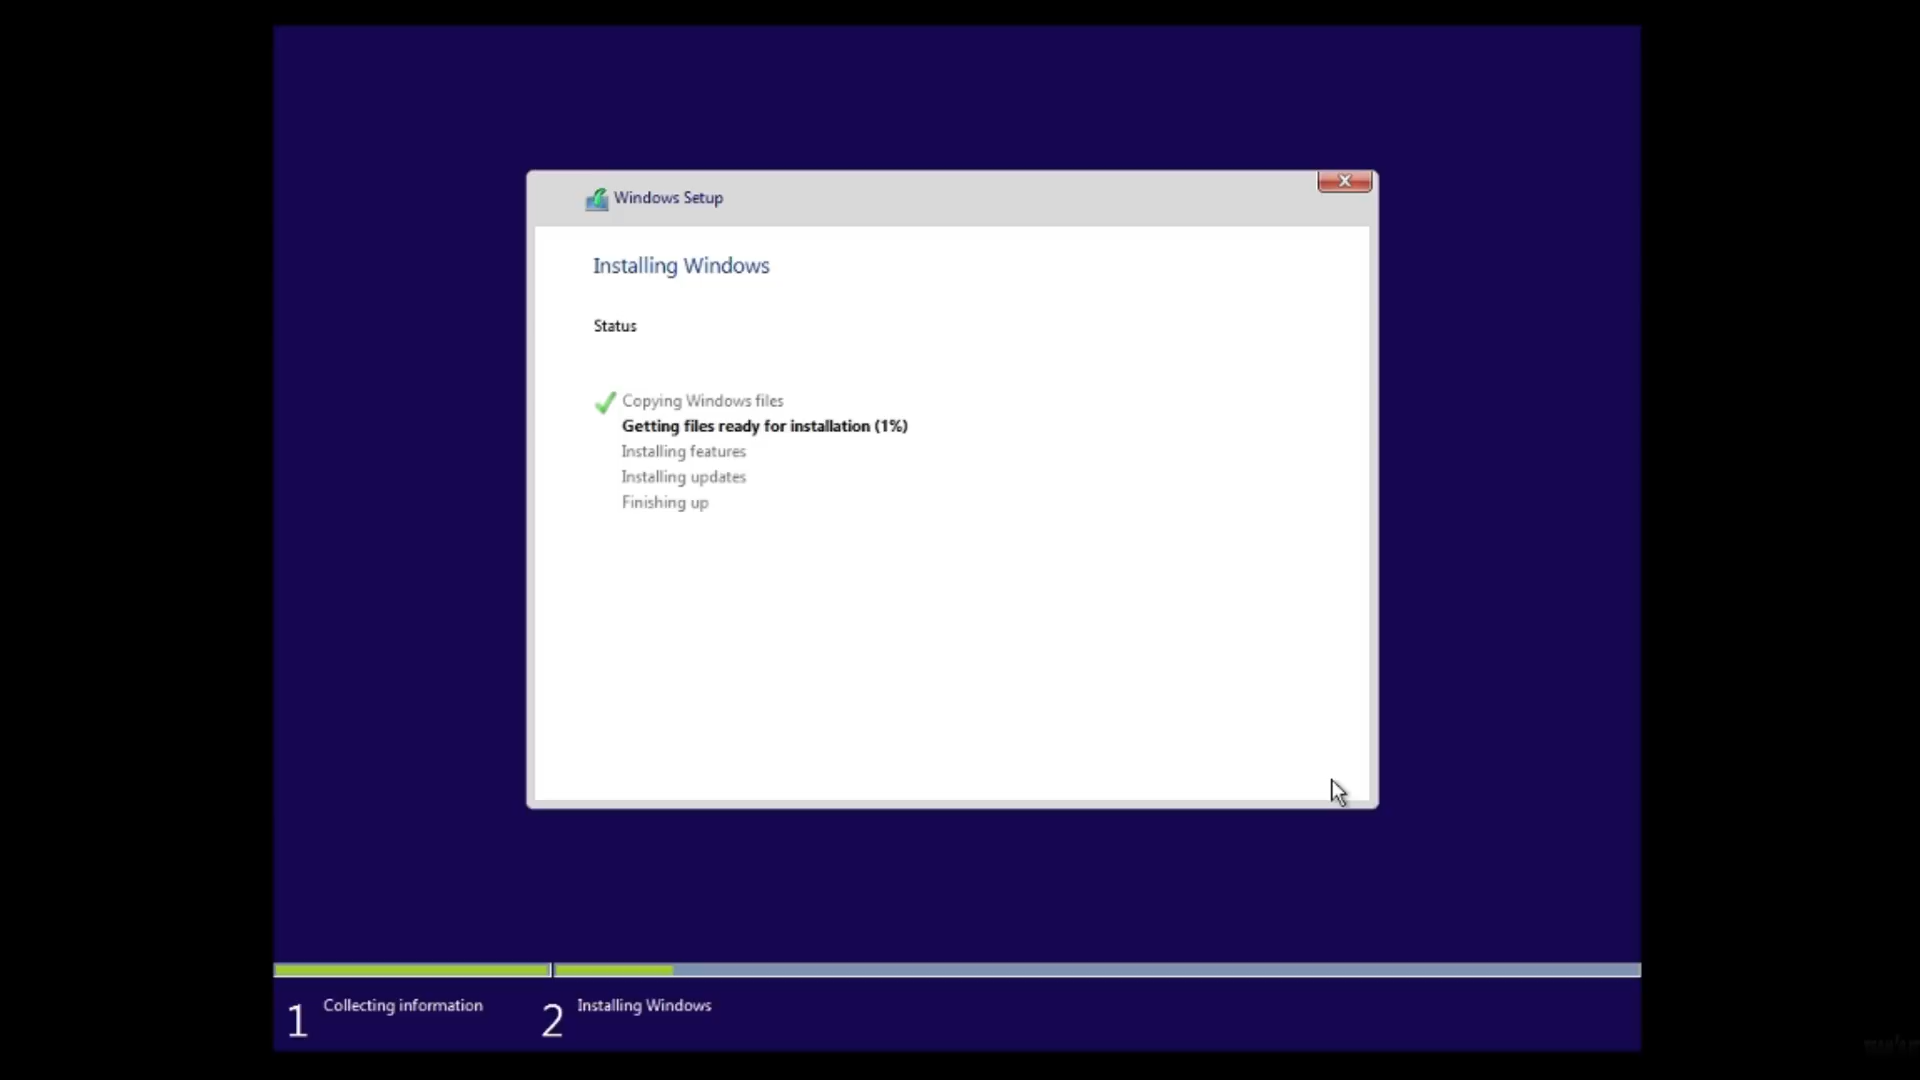 Windows Setup
Installing Windows
Status
Copying Windows files
Getting files ready for installation (1%)
Installing features
Installing updates
Finishing up
1 Collecting information
2 Installing Windows